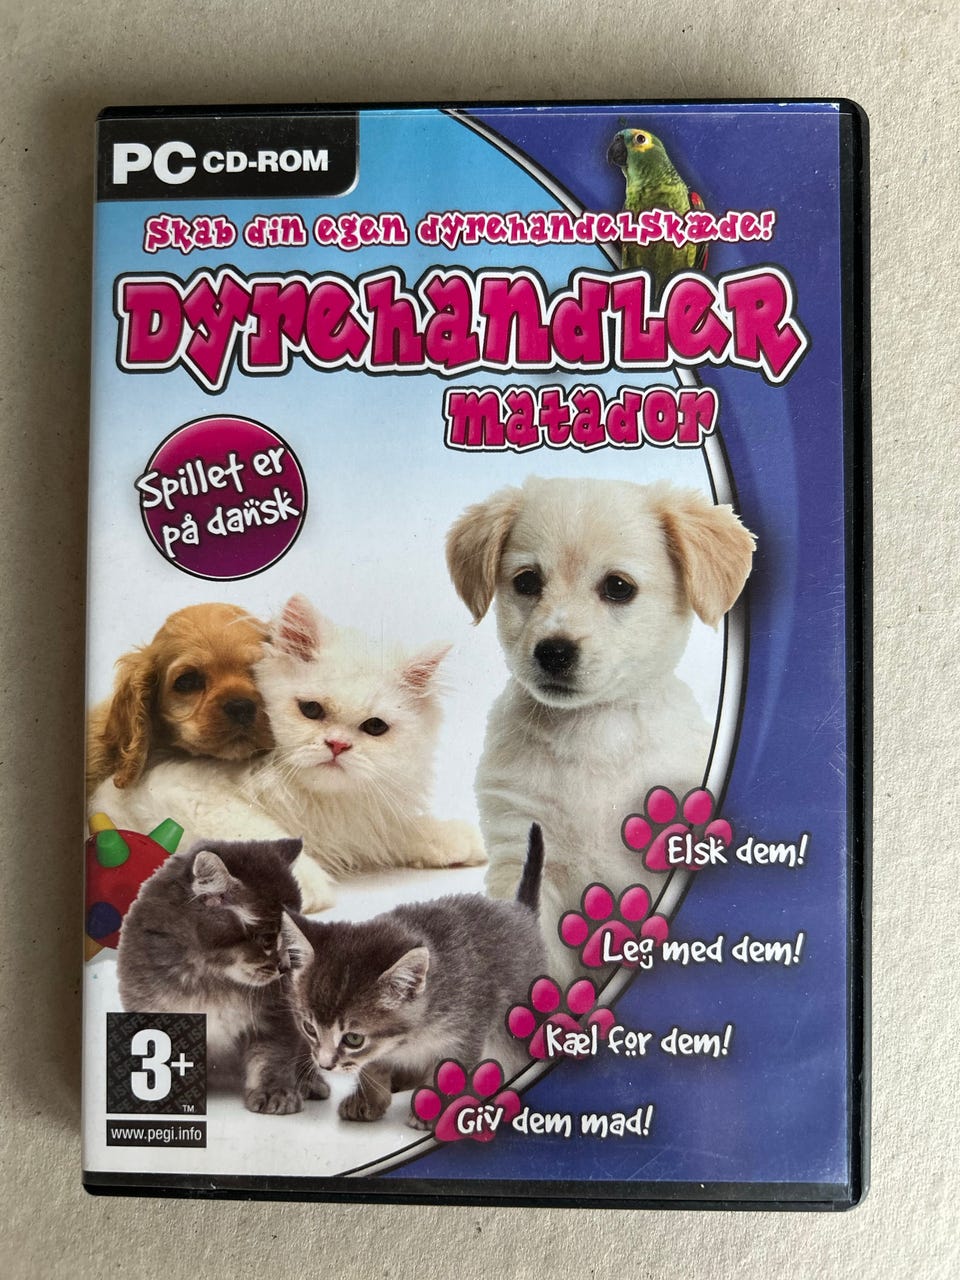 PC CD-ROM
Skab din egen dyrehandelskæde!
Dyrehandler
matador
Spillet er
på dansk
Elsk dem!
Leg med dem!
Kæl for dem!
Giv dem mad!
3+
TM
www.pegi.info